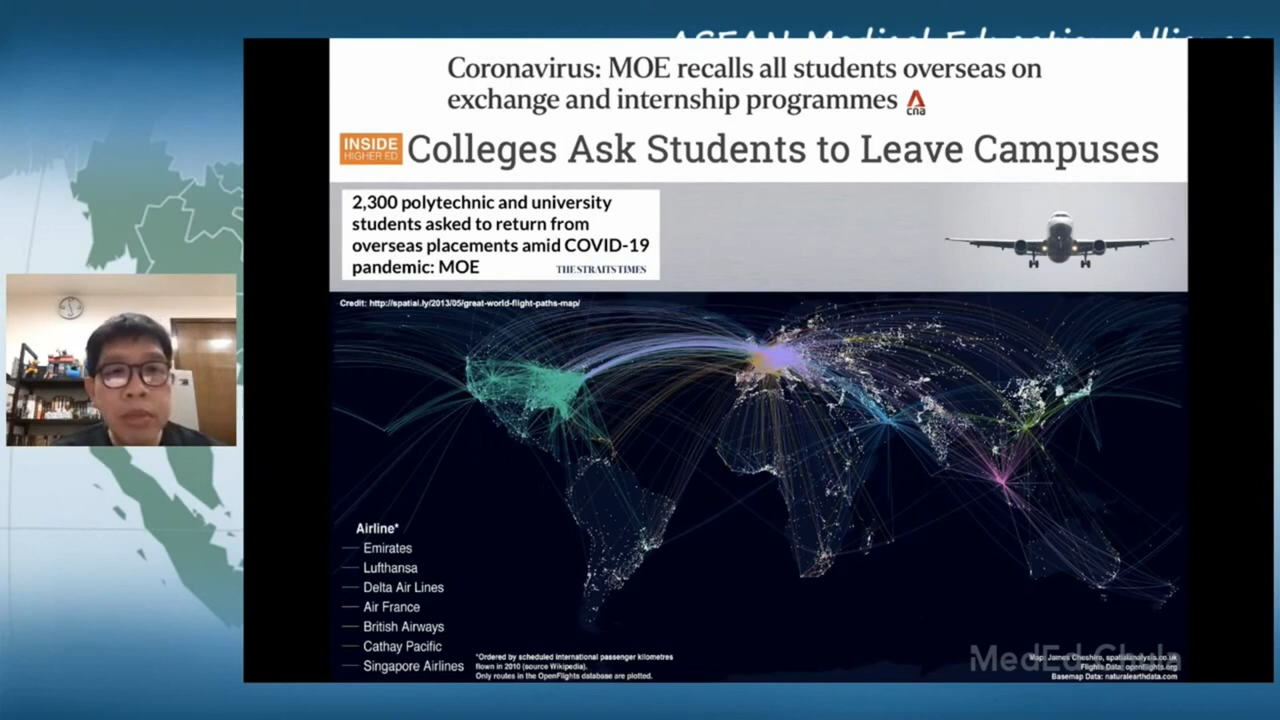 ASEAN Medical Education Alliance
Coronavirus: MOE recalls all students overseas on
exchange and internship programmes
cna
INSIDE
HIGHER ED
Colleges Ask Students to Leave Campuses
2,300 polytechnic and university
students asked to return from
overseas placements amid COVID-19
pandemic: MOE
THE STRAITS TIMES
Credit: http://spatial.ly/2013/05/great-world-flight-paths-map/
Airline*
Emirates
Lufthansa
Delta Air Lines
Air France
British Airways
Cathay Pacific
Singapore Airlines
*Ordered by scheduled international passenger kilometres
flown in 2010 (source Wikipedia).
Only routes in the OpenFlights database are plotted.
MedEd Chula
Map: James Cheshire, spatialanalysis.co.uk
Flights Data: openflights.org
Basemap Data: naturalearthdata.com